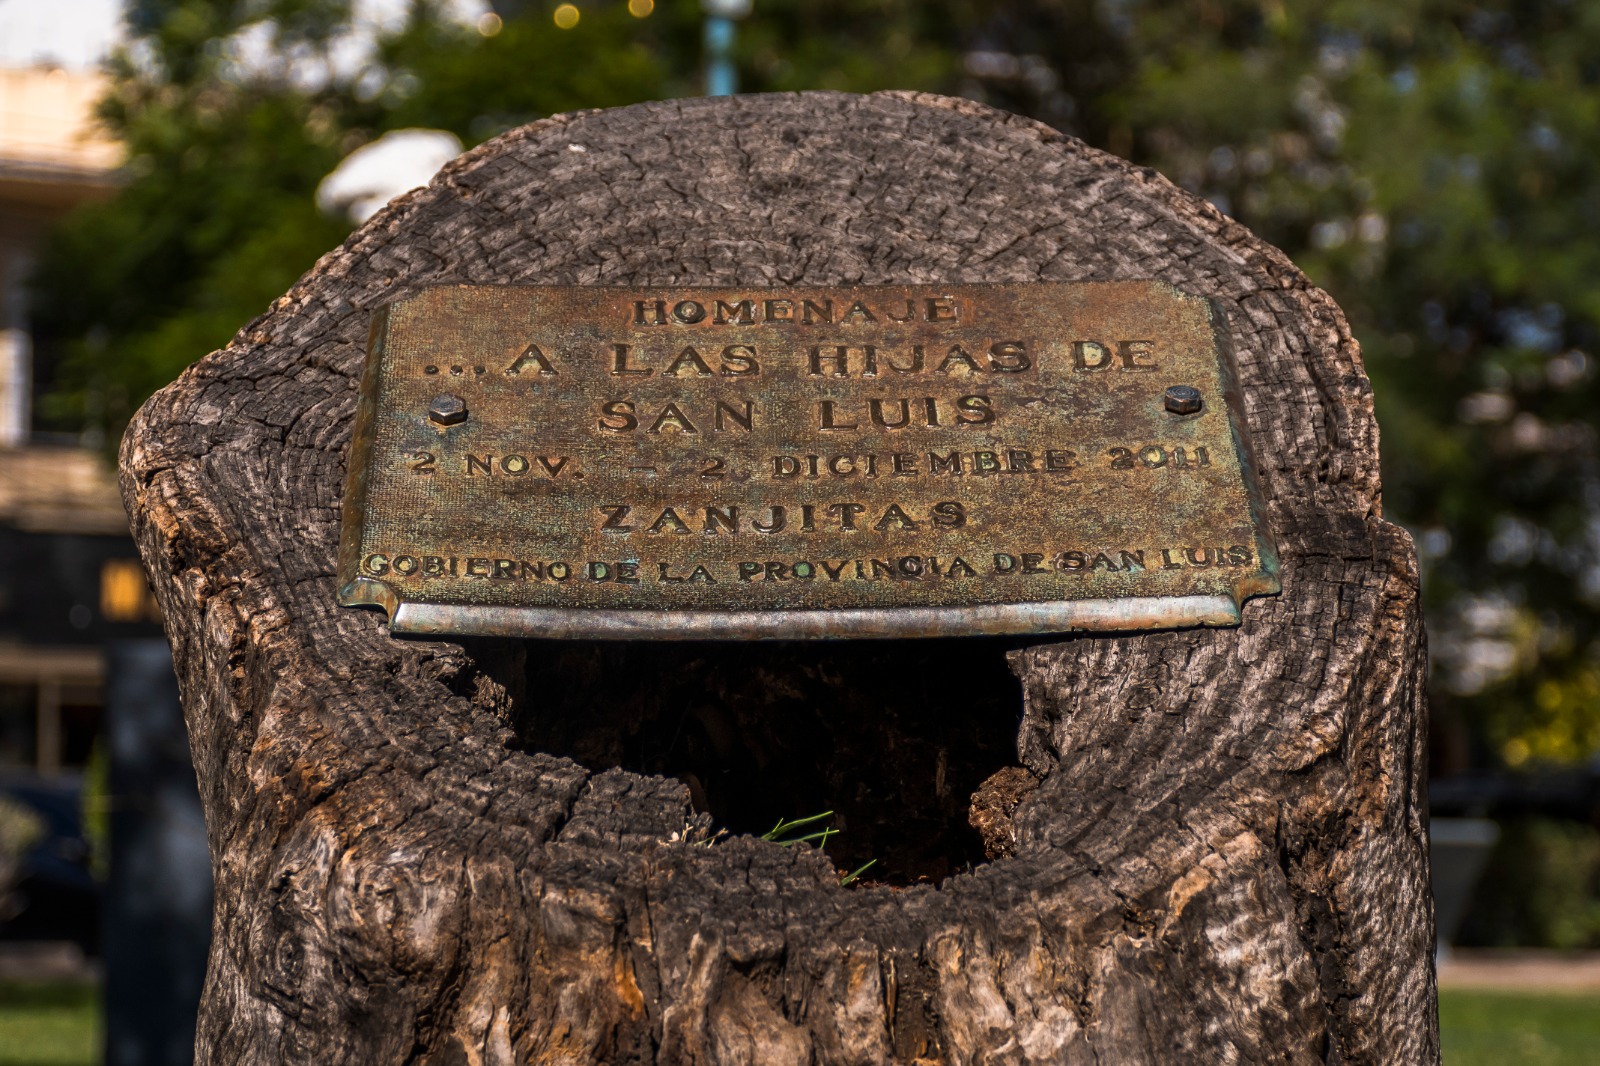 HOMENAJE
...A LAS HIJAS DE
SAN LUIS
2 NOV. - 2 DICIEMBRE 2011
ZANJITAS
GOBIERNO DE LA PROVINCIA DE SAN LUIS